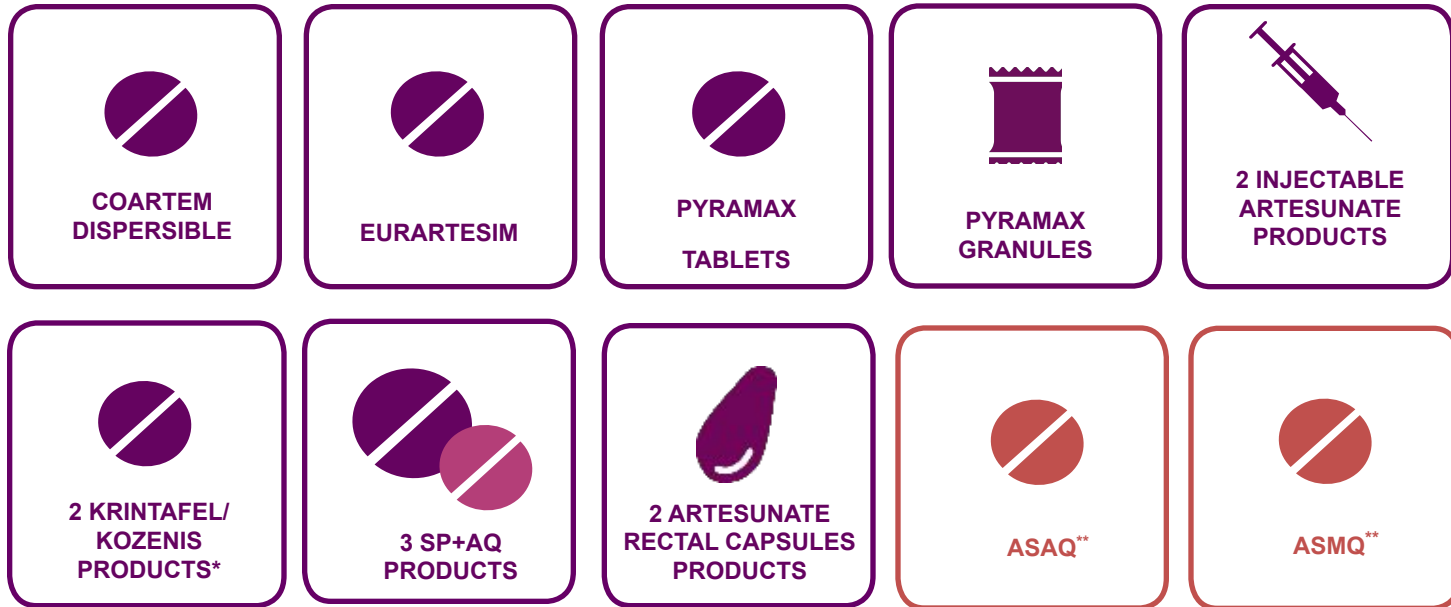 COARTEM
DISPERSIBLE
EURARTESIM
PYRAMAX
TABLETS
PYRAMAX
GRANULES
2 INJECTABLE
ARTESUNATE
PRODUCTS
2 KRINTAFEL/
KOZENIS
PRODUCTS*
3 SP+AQ
PRODUCTS
2 ARTESUNATE
RECTAL CAPSULES
PRODUCTS
ASAQ**
ASMQ**